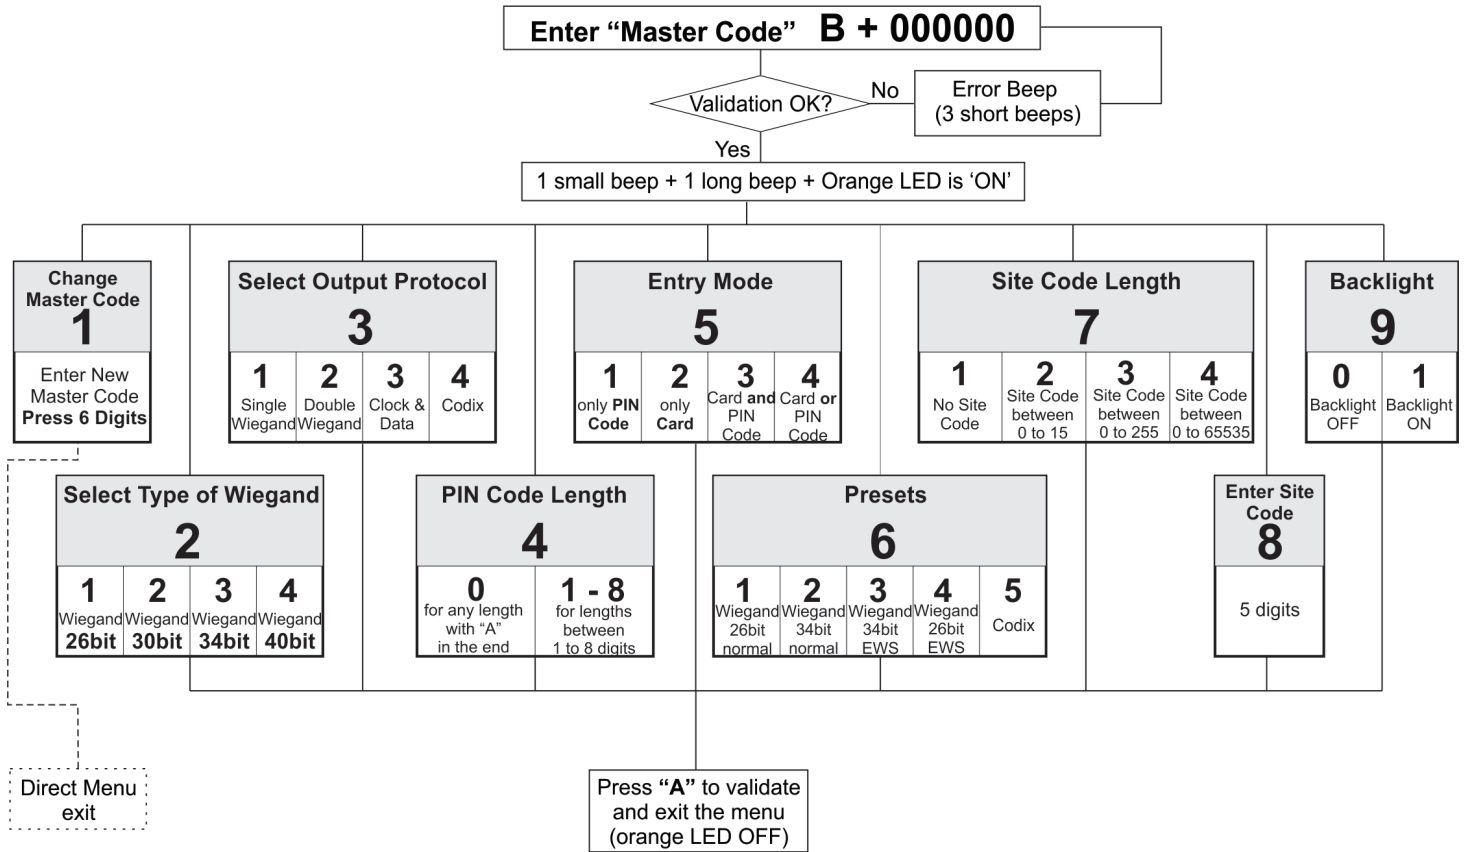 Enter “Master Code” B + 000000
Validation OK?
No
Error Beep
(3 short beeps)
Yes
1 small beep + 1 long beep + Orange LED is ‘ON’
Change
Master Code
1
Enter New
Master Code
Press 6 Digits
Select Output Protocol
3
1
Single
Wiegand
2
Double
Wiegand
3
Clock &
Data
4
Codix
Entry Mode
5
1
only PIN
Code
2
only
Card
3
Card and
PIN
Code
4
Card or
PIN
Code
Site Code Length
7
1
No Site
Code
2
Site Code
between
0 to 15
3
Site Code
between
0 to 255
4
Site Code
between
0 to 65535
Backlight
9
0
Backlight
OFF
1
Backlight
ON
Select Type of Wiegand
2
1
Wiegand
26bit
2
Wiegand
30bit
3
Wiegand
34bit
4
Wiegand
40bit
PIN Code Length
4
0
for any length
with “A”
in the end
1 - 8
for lengths
between
1 to 8 digits
Presets
6
1
Wiegand
26bit
normal
2
Wiegand
34bit
normal
3
Wiegand
34bit
EWS
4
Wiegand
26bit
EWS
5
Codix
Enter Site
Code
8
5 digits
Direct Menu
exit
Press “A” to validate
and exit the menu
(orange LED OFF)